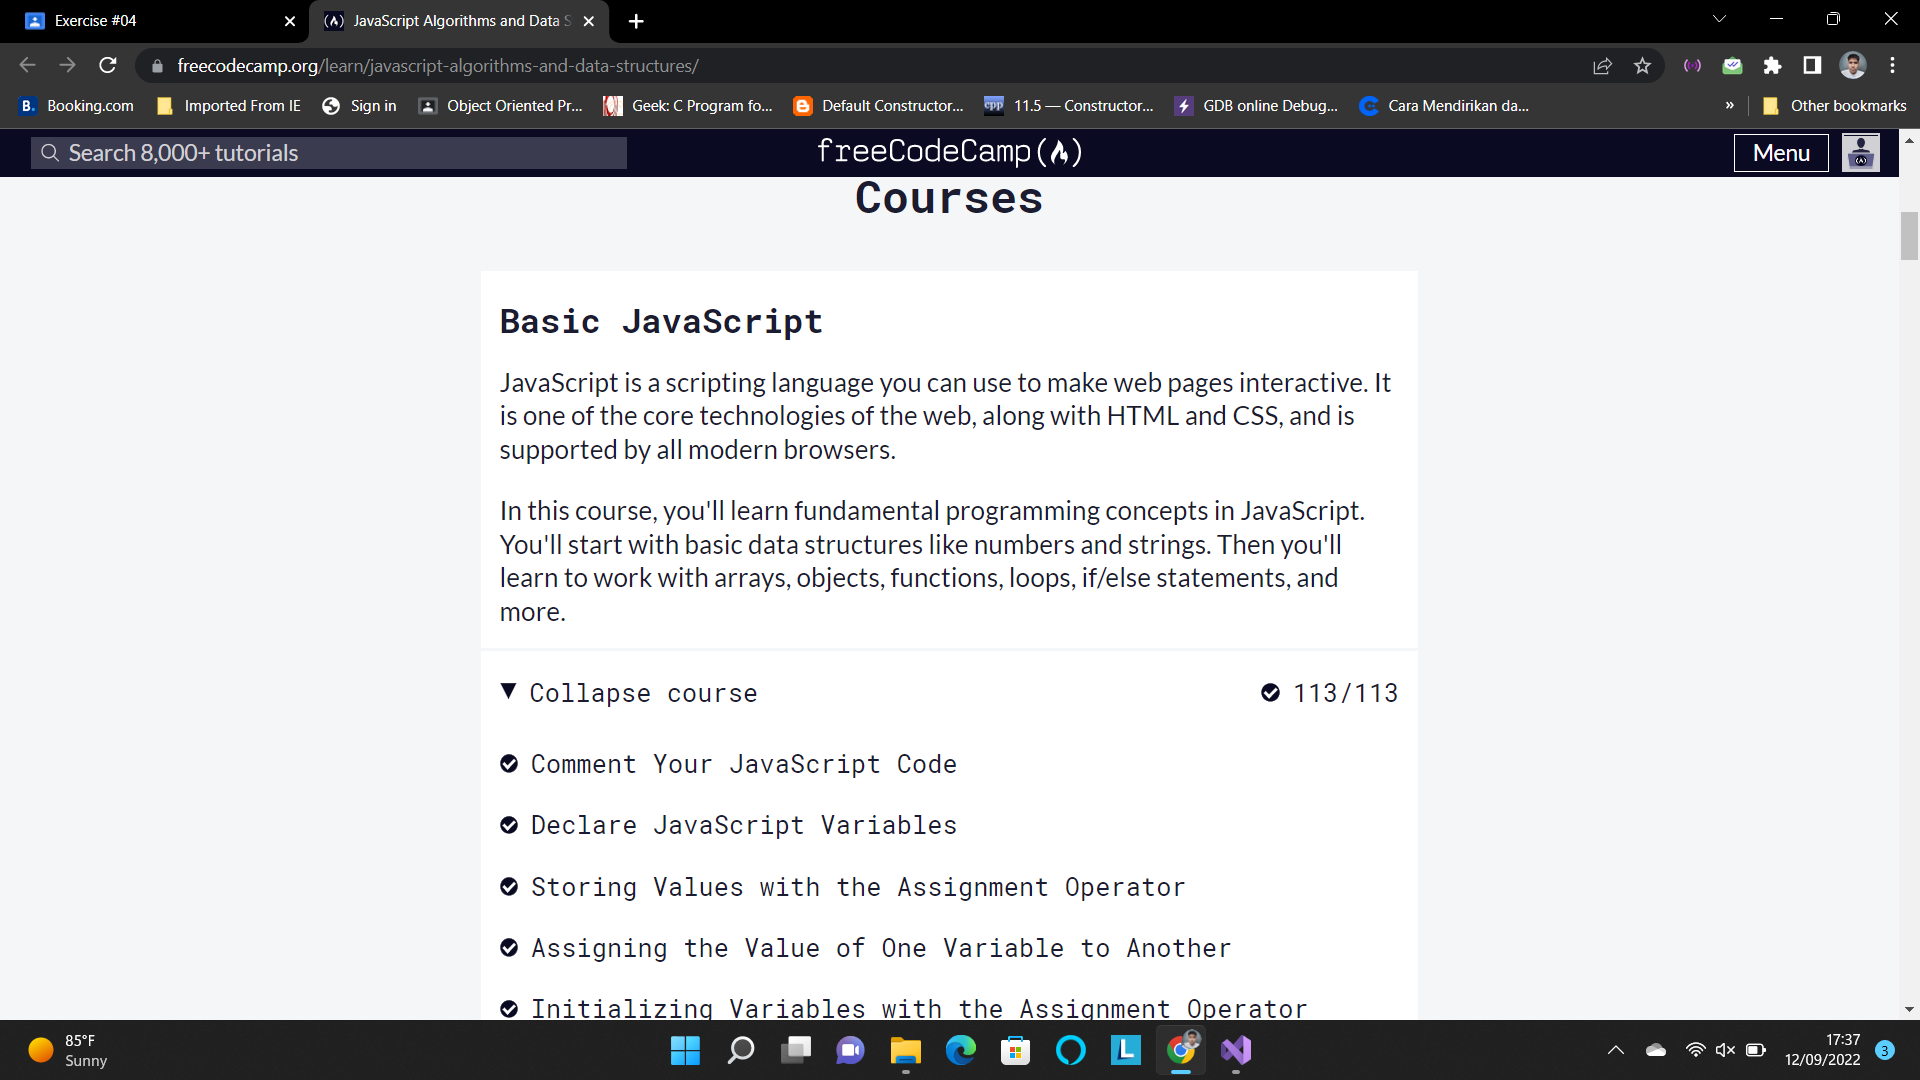 Exercise #04
JavaScript Algorithms and Data S
freecodecamp.org/learn/javascript-algorithms-and-data-structures/
B. Booking.com
Imported From IE
Sign in
Object Oriented Pr...
Geek: C Program fo...
Default Constructor...
cpp 11.5 — Constructor...
GDB online Debug...
Cara Mendirikan da...
»
Other bookmarks
Search 8,000+ tutorials
freeCodeCamp
Menu
Courses
Basic JavaScript
JavaScript is a scripting language you can use to make web pages interactive. It
is one of the core technologies of the web, along with HTML and CSS, and is
supported by all modern browsers.
In this course, you'll learn fundamental programming concepts in JavaScript.
You'll start with basic data structures like numbers and strings. Then you'll
learn to work with arrays, objects, functions, loops, if/else statements, and
more.
Collapse course
113/113
Comment Your JavaScript Code
Declare JavaScript Variables
Storing Values with the Assignment Operator
Assigning the Value of One Variable to Another
Initializing Variables with the Assignment Operator
85°F
Sunny
L
17:37
12/09/2022
3